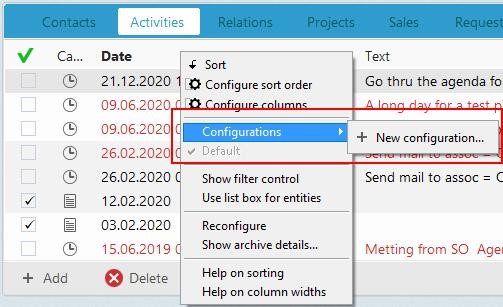 Contacts
Activities
Relations
Projects
Sales
Request
Ca...
Date
Text
21.12.2020 1
Go thru the agenda fo
09.06.2020
A long day for a test p
09.06.2020
26.02.2020
Send mail to assoc = C
26.02.2020
Send mail to assoc = C
12.02.2020
03.02.2020
15.06.2019 0
Metting from SO Agen
Sort
Configure sort order
Configure columns
Configurations
New configuration...
Default
Show filter control
Use list box for entities
Reconfigure
Show archive details...
Help on sorting
Help on column widths
Add
Delete